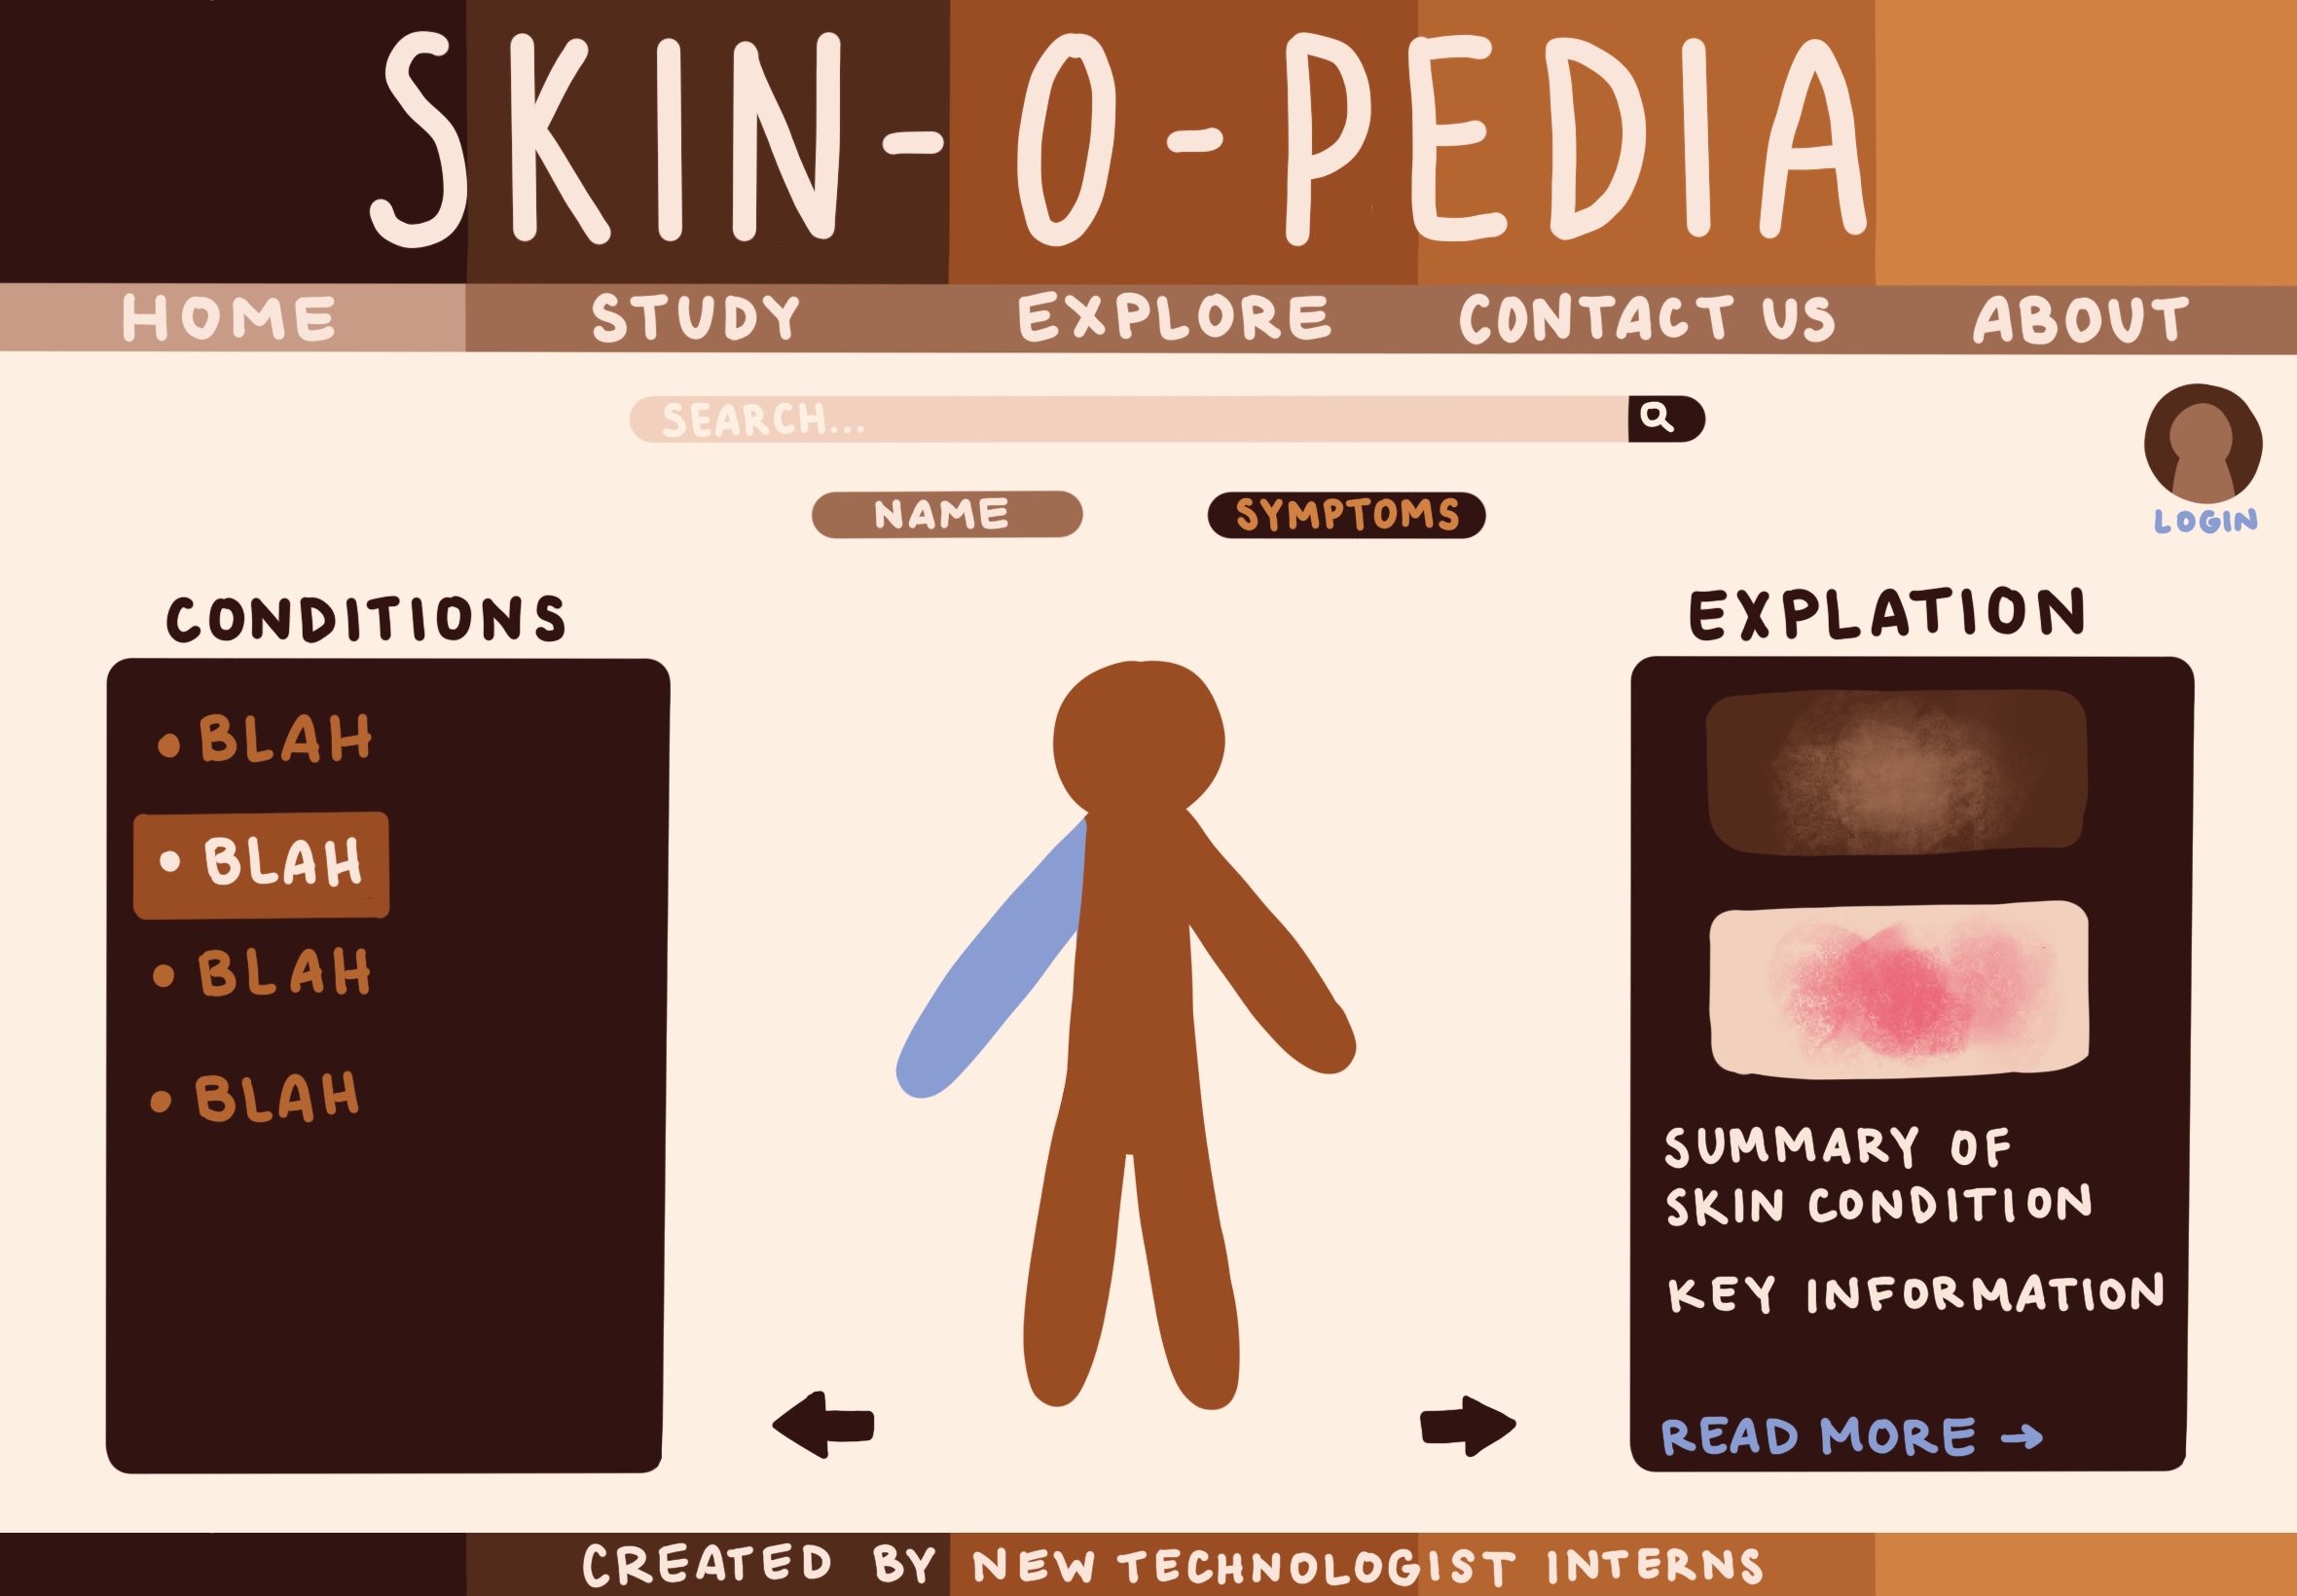 SKIN-O-PEDIA
HOME STUDY EXPLORE CONTACT US ABOUT
SEARCH...
NAME SYMPTOMS
LOGIN
CONDITIONS
• BLAH
• BLAH
• BLAH
• BLAH
EXPLATION
SUMMARY OF
SKIN CONDITION
KEY INFORMATION
READ MORE →
CREATED BY NEW TECHNOLOGIST INTERNS